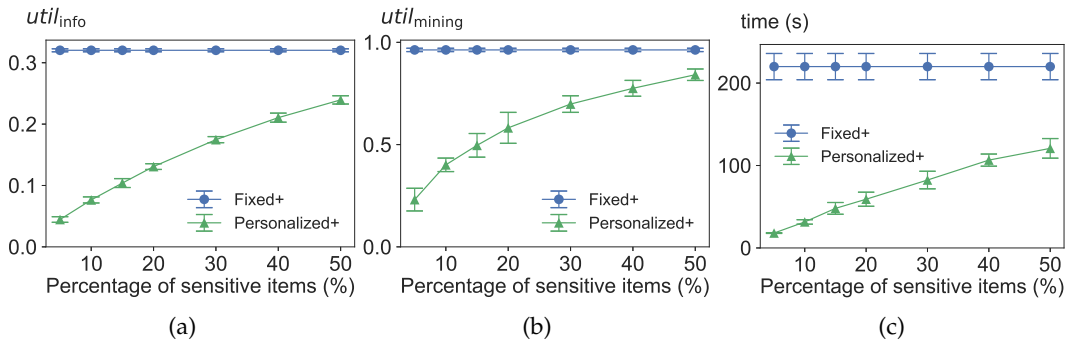 util_info
0.3
0.2
0.1
0.0
Fixed+
Personalized+
10 20 30 40 50
Percentage of sensitive items (%)
(a)
util_mining
1.0
0.5
0.0
Fixed+
Personalized+
10 20 30 40 50
Percentage of sensitive items (%)
(b)
time (s)
200
100
0
Fixed+
Personalized+
10 20 30 40 50
Percentage of sensitive items (%)
(c)